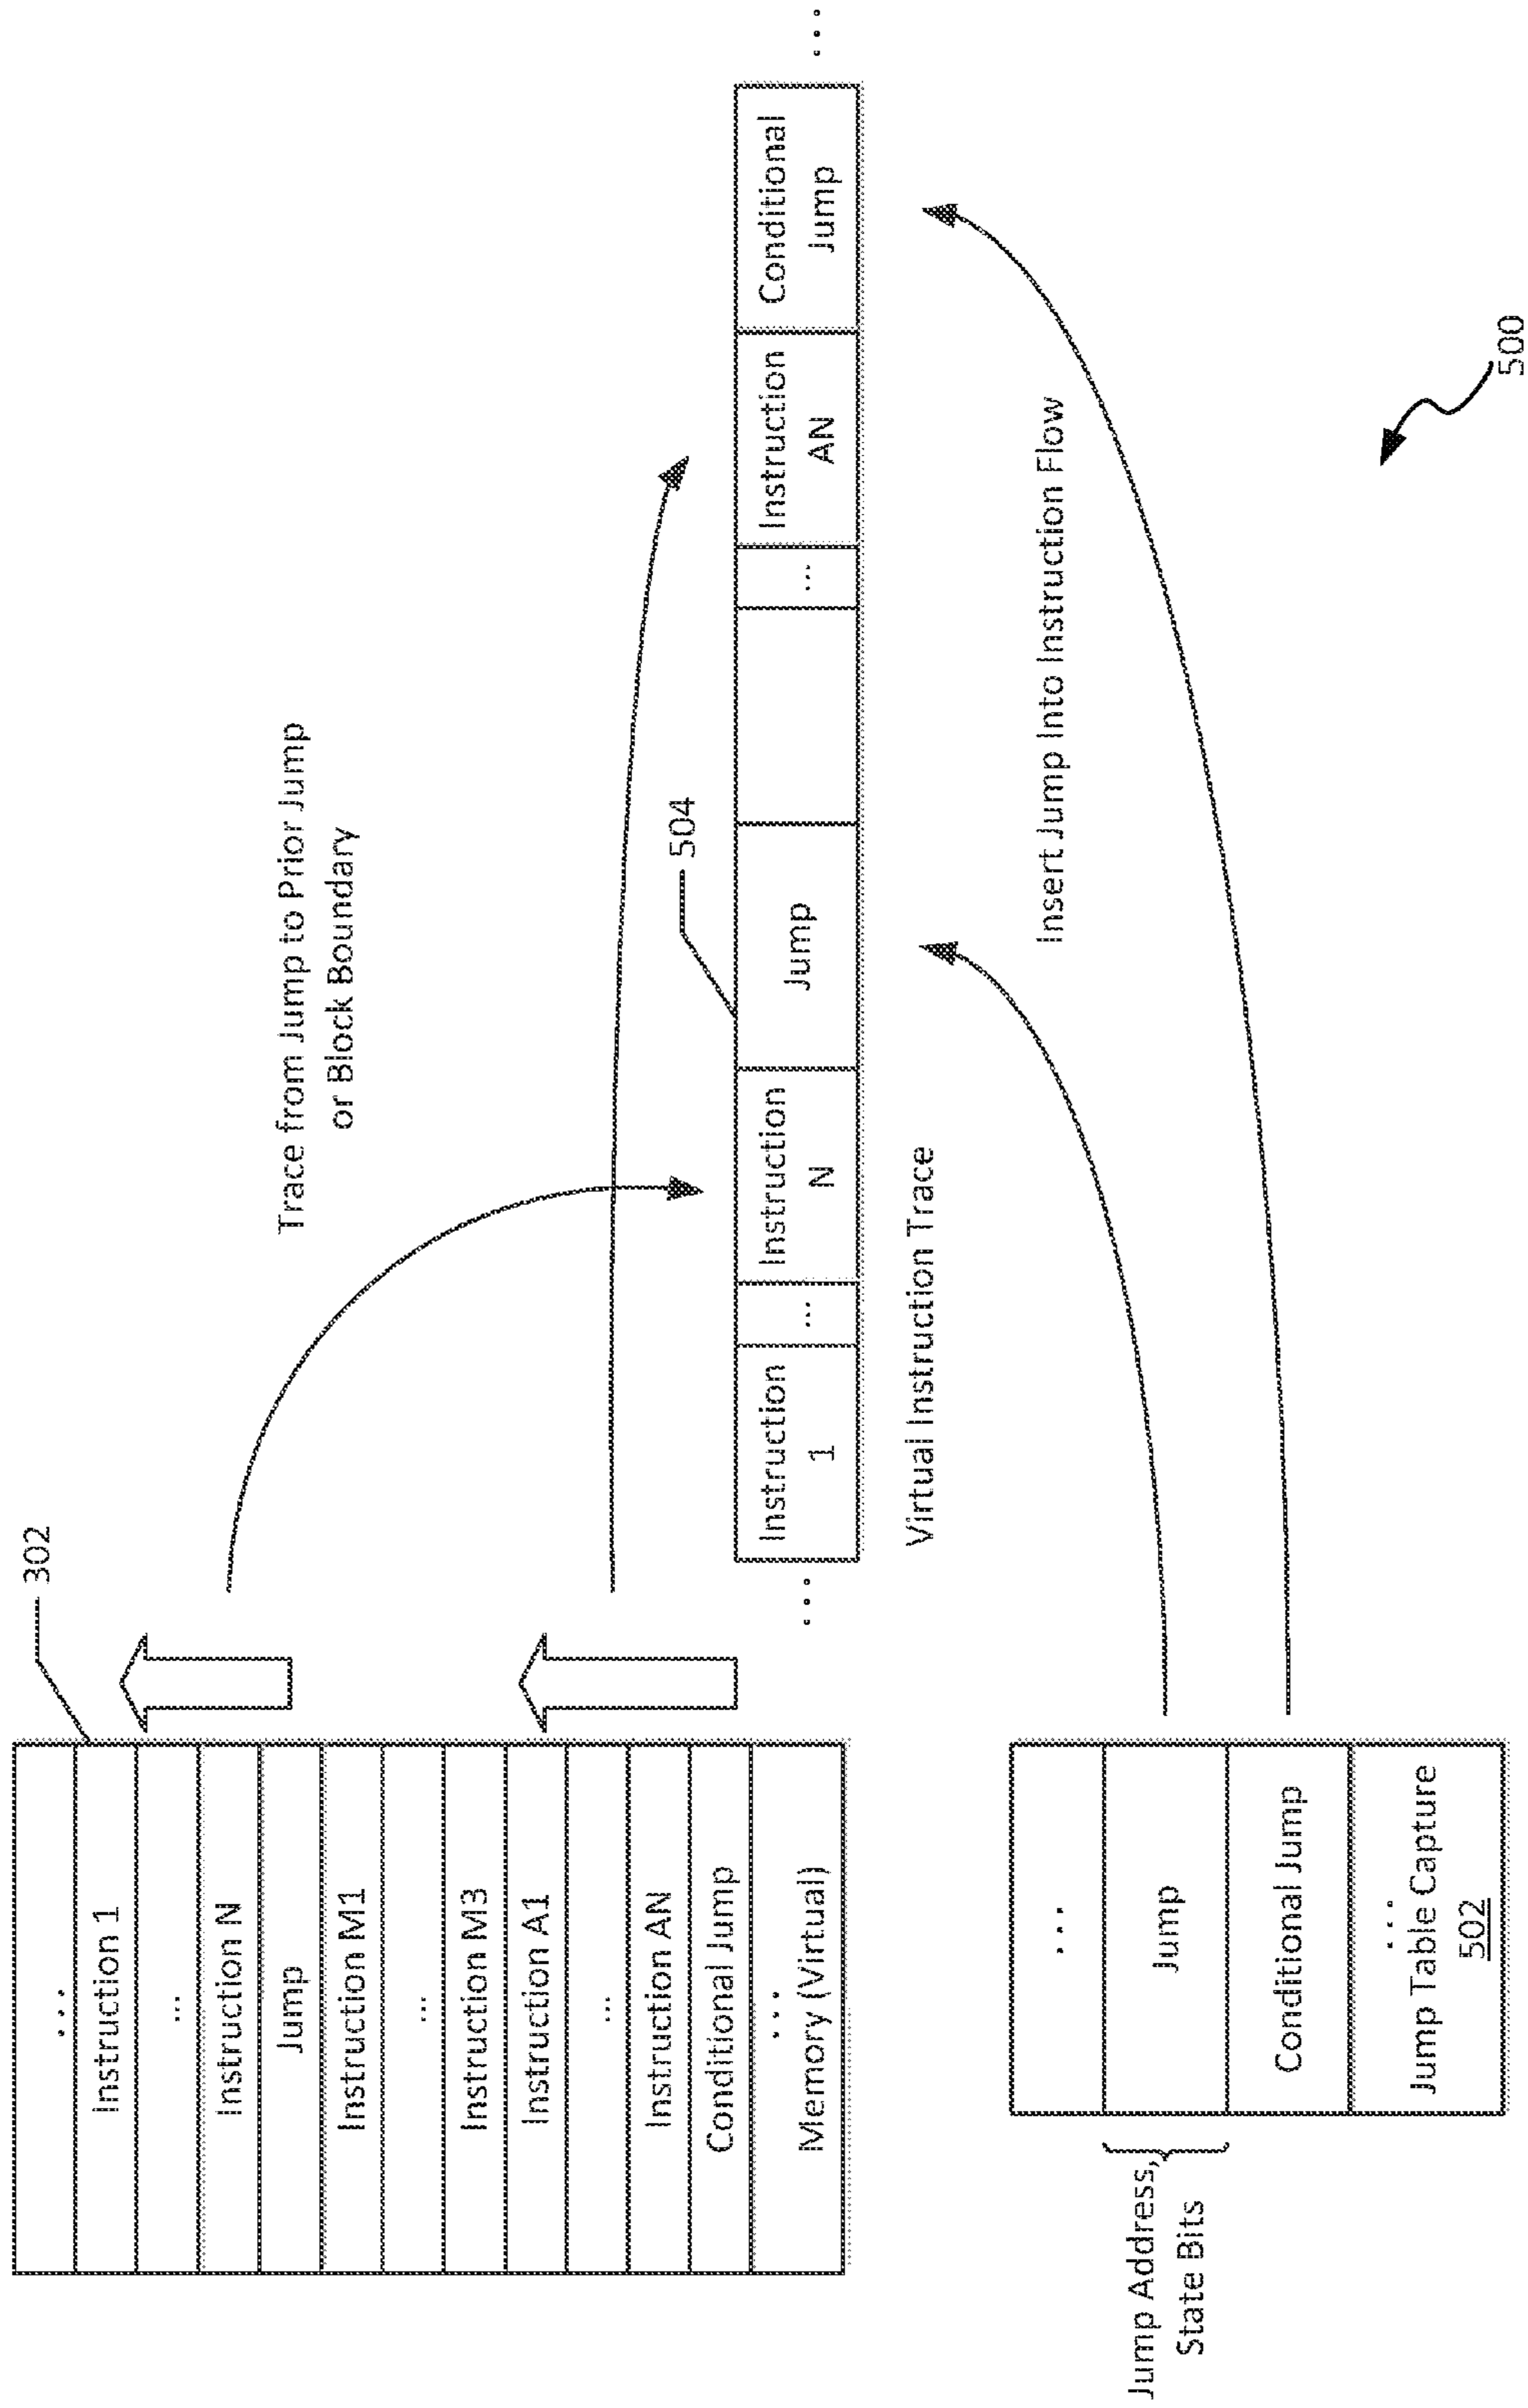 ...
Instruction 1
...
Instruction N
Jump
Instruction M1
...
Instruction M3
Instruction A1
...
Instruction AN
Conditional Jump
...
Memory (Virtual)
302
Trace from Jump to Prior Jump
or Block Boundary
504
...
Instruction
1
...
Instruction
N
Jump
...
Instruction
AN
Conditional
Jump
...
Virtual Instruction Trace
Insert Jump Into Instruction Flow
Jump Address,
State Bits
...
Jump
Conditional Jump
...
Jump Table Capture
502
500